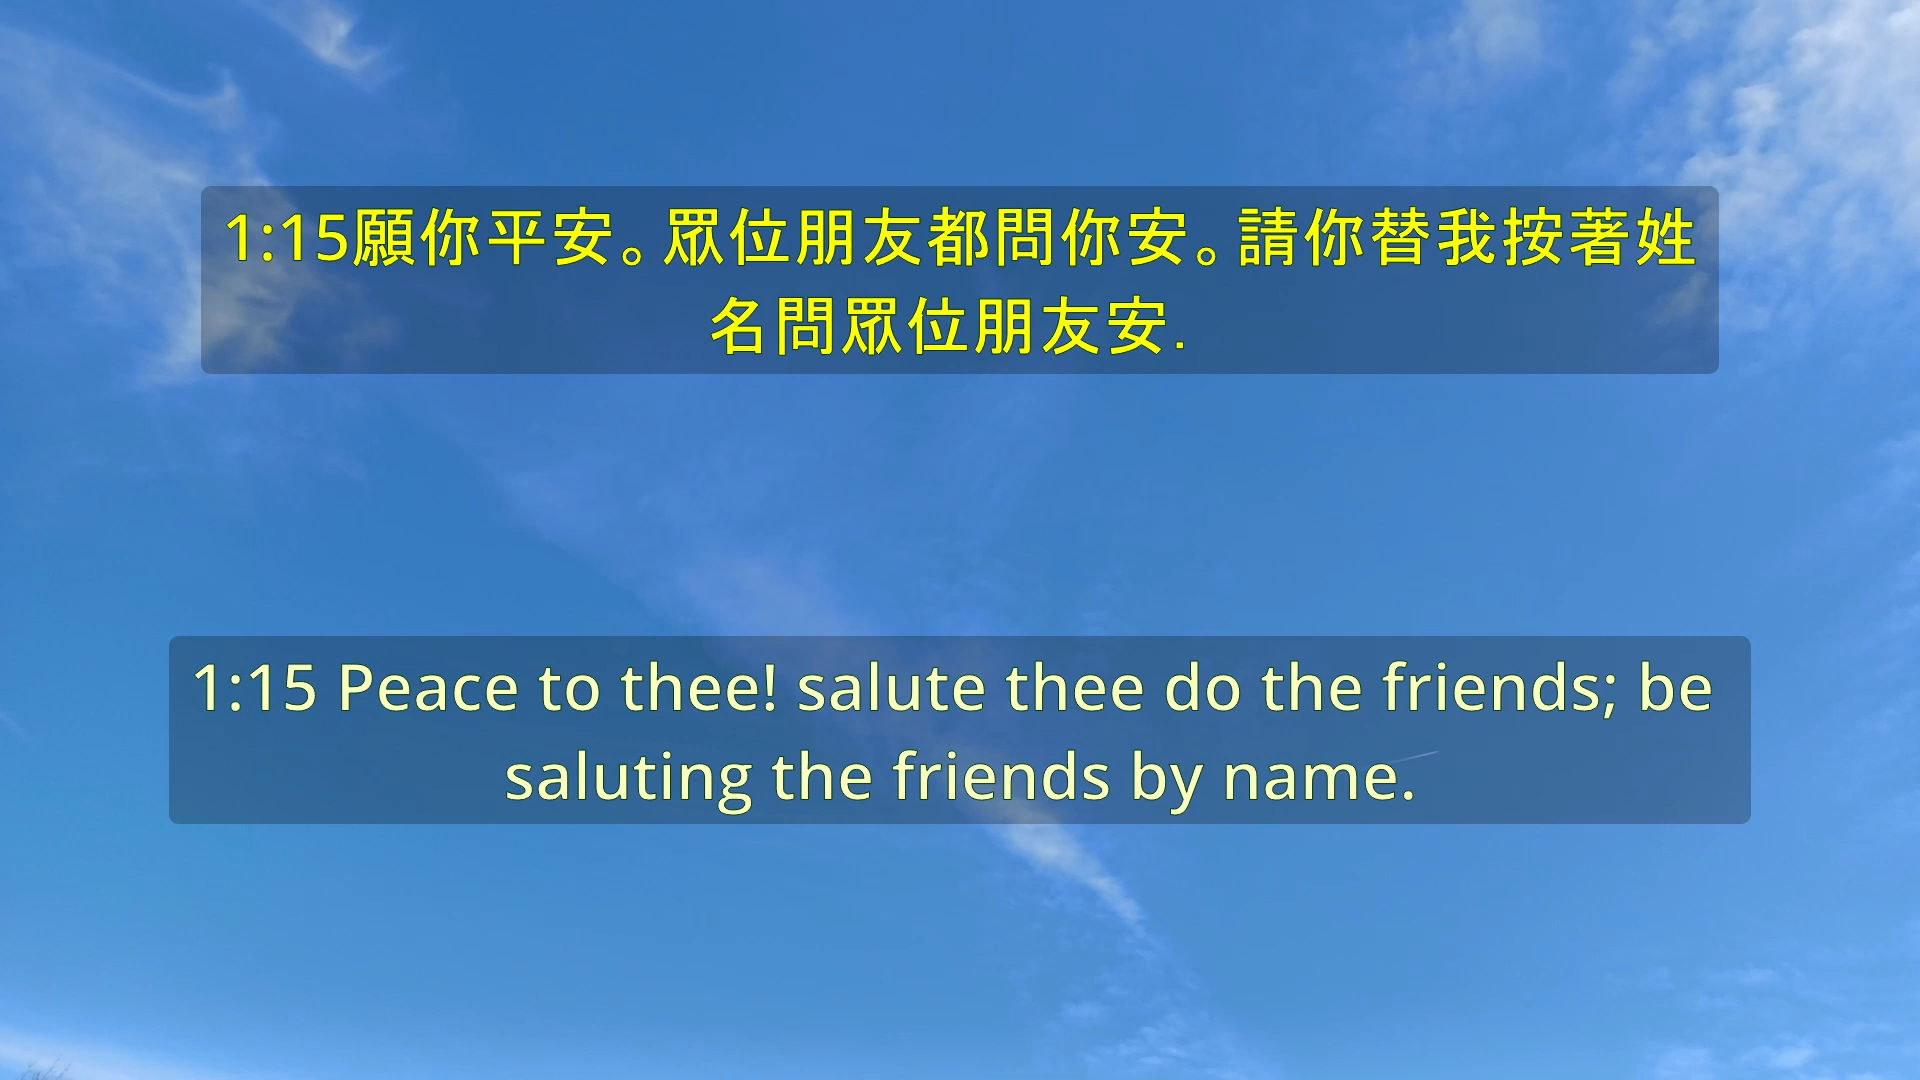 1:15願你平安。眾位朋友都問你安。請你替我按著姓
名問眾位朋友安.
1:15 Peace to thee! salute thee do the friends; be
saluting the friends by name.